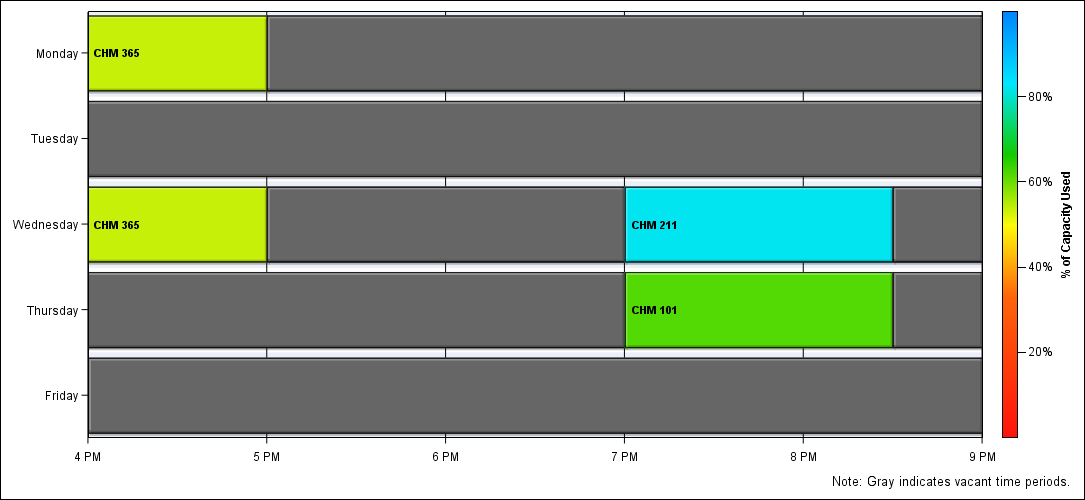 Monday
CHM 365
Tuesday
Wednesday
CHM 365
CHM 211
Thursday
CHM 101
Friday
4 PM
5 PM
6 PM
7 PM
8 PM
9 PM
80%
60%
40%
20%
% of Capacity Used
Note: Gray indicates vacant time periods.